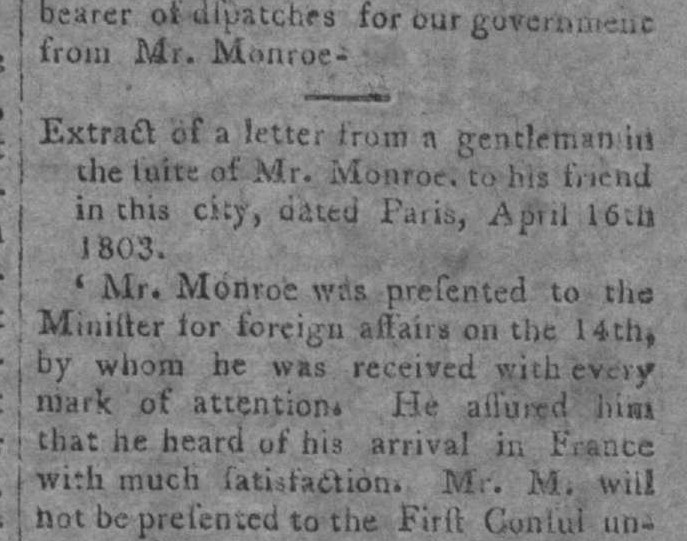 bearer of diſpatches for our government
from Mr. Monroe-
Extract of a letter from a gentleman in
the ſuite of Mr. Monroe, to his friend
in this city, dated Paris, April 16th
1803.
‘ Mr. Monroe was preſented to the
Miniſter for foreign affairs on the 14th,
by whom he was received with every
mark of attention. He aſſured him
that he heard of his arrival in France
with much ſatisfaction. Mr. M. will
not be preſented to the Firſt Conſul un-